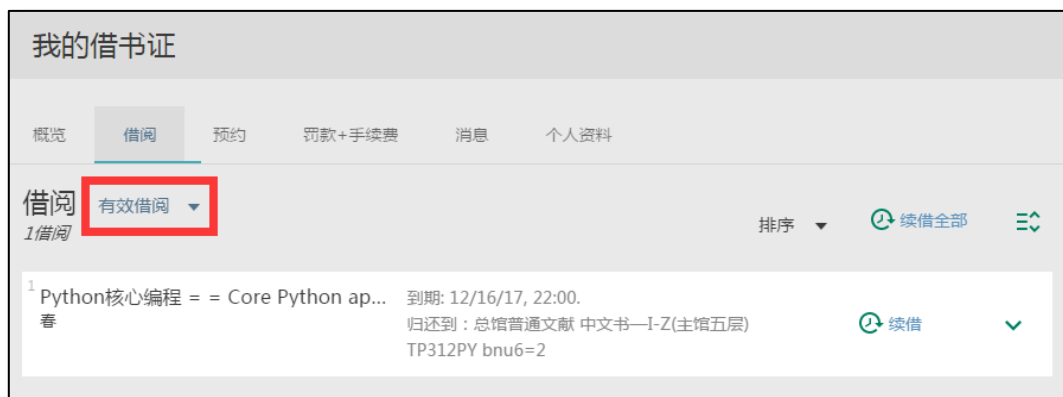 我的借书证
概览 借阅 预约 罚款+手续费 消息 个人资料
借阅 有效借阅
1借阅
排序 续借全部
1 Python核心编程 = = Core Python ap...
春
到期: 12/16/17, 22:00.
归还到：总馆普通文献 中文书—I-Z(主馆五层)
TP312PY bnu6=2
续借